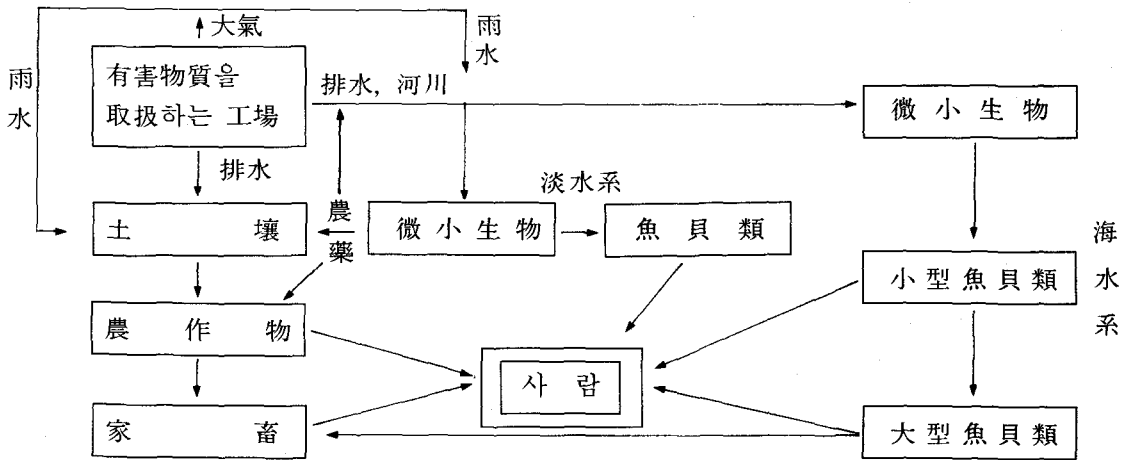 大氣
雨水
雨水
有害物質을
取扱하는 工場
排水, 河川
微小生物
排水
淡水系
土壤
農藥
微小生物
魚貝類
海水系
小型魚貝類
農作物
사람
家畜
大型魚貝類